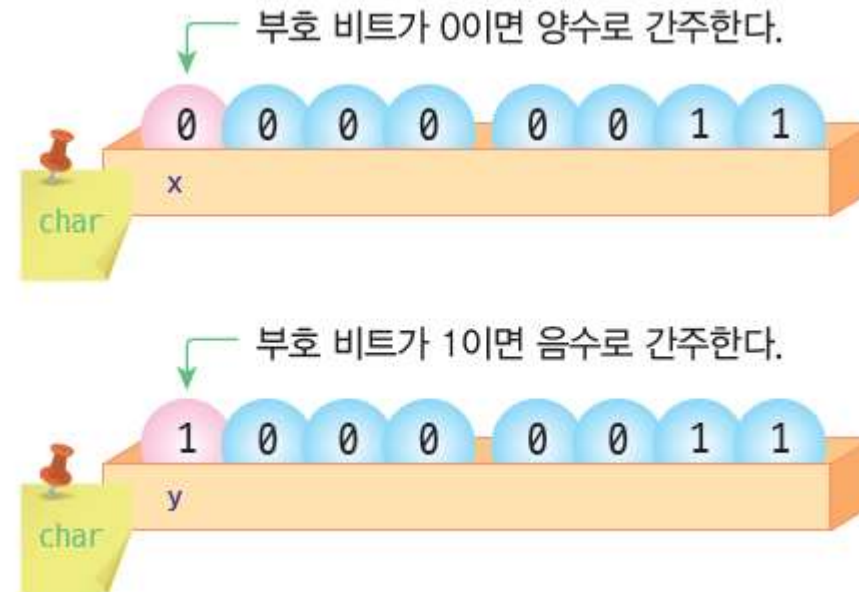 부호 비트가 0이면 양수로 간주한다.
0 0 0 0 0 0 1 1
x
char
부호 비트가 1이면 음수로 간주한다.
1 0 0 0 0 0 1 1
y
char